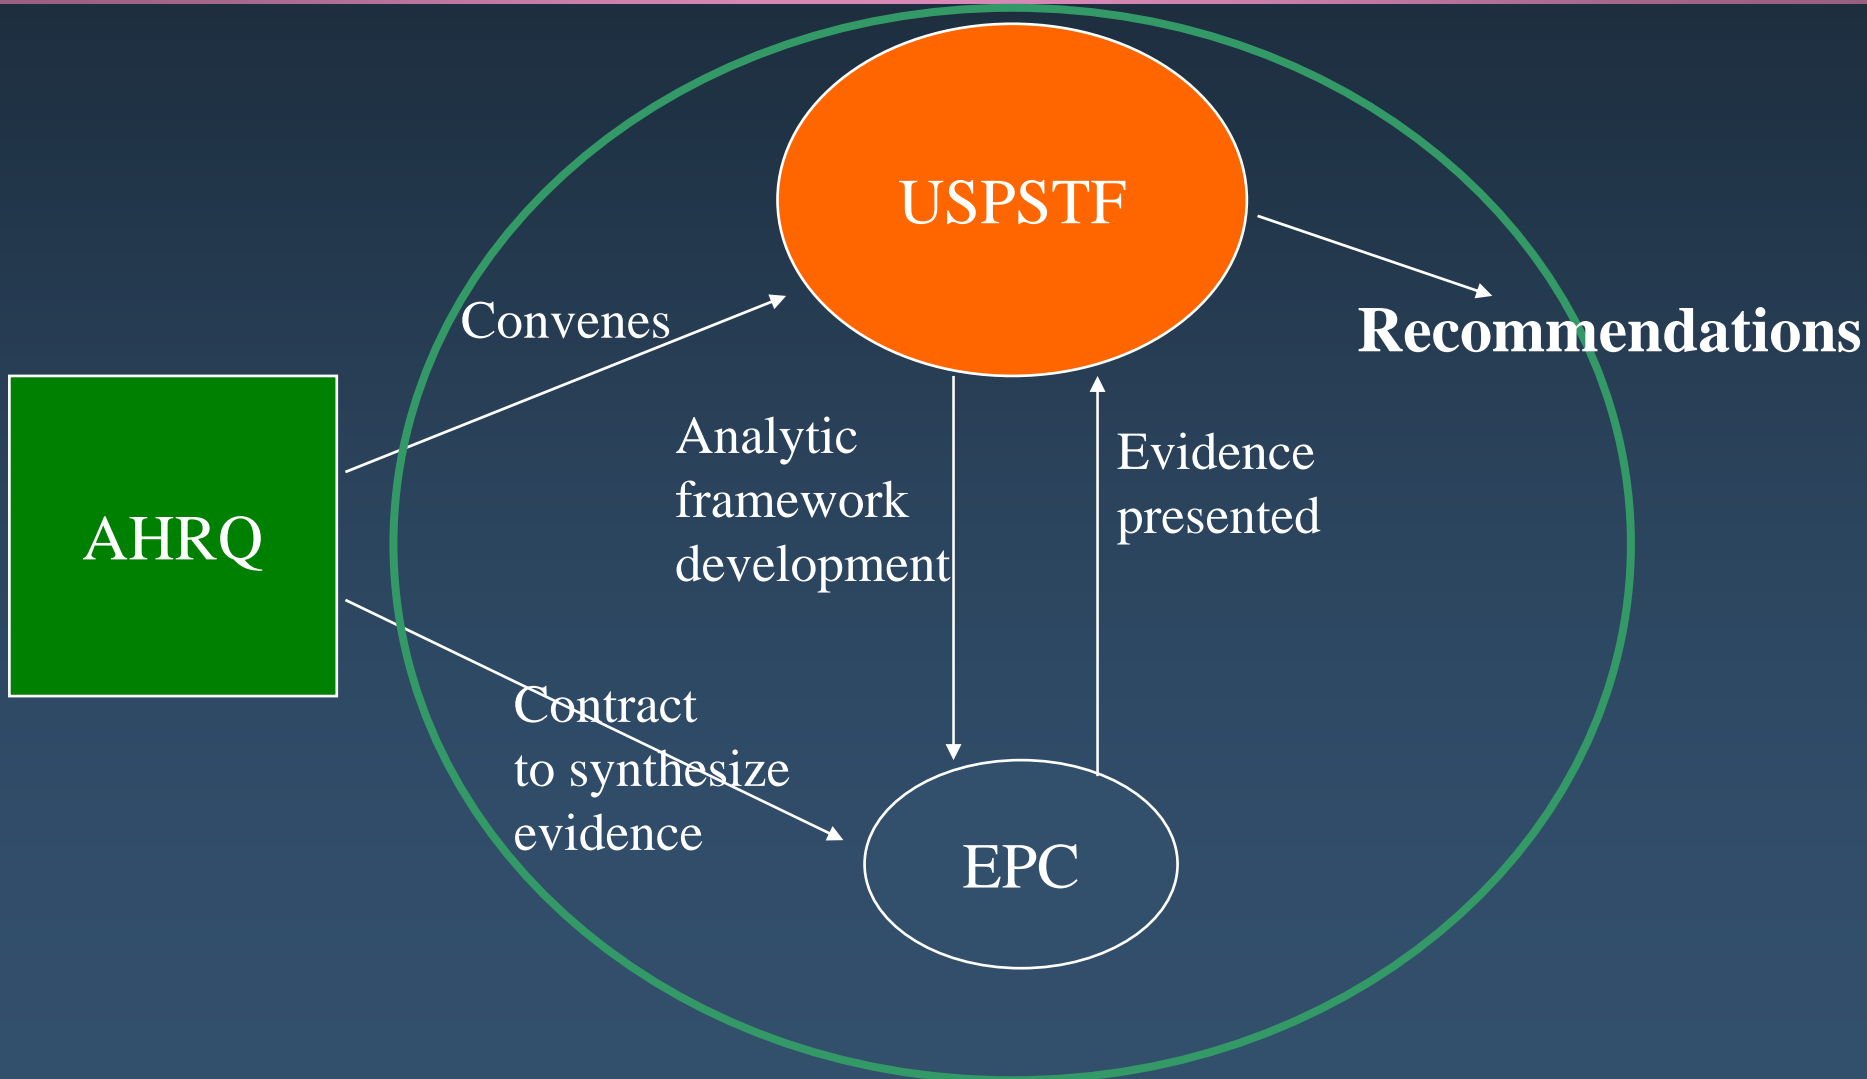 USPSTF
Convenes
Recommendations
Analytic
framework
development
Evidence
presented
AHRQ
Contract
to synthesize
evidence
EPC